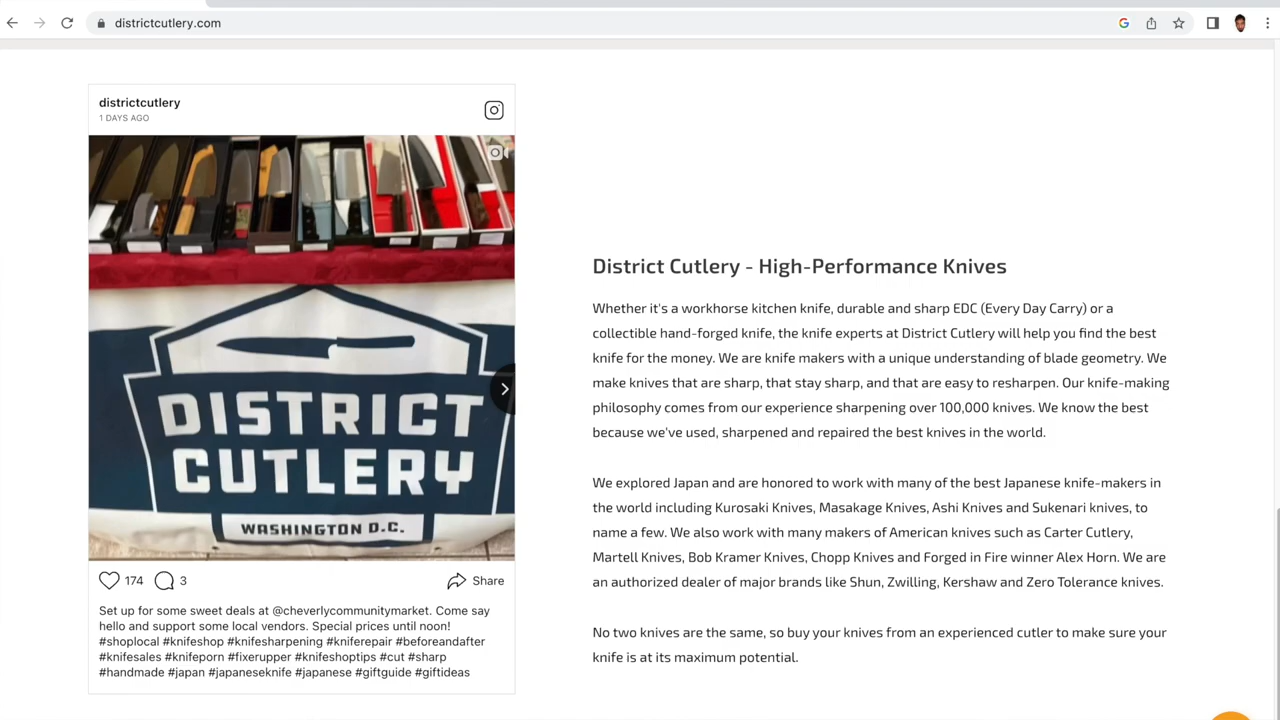 districtcutlery.com
districtcutlery
1 DAYS AGO
DISTRICT
CUTLERY
WASHINGTON D.C.
174
3
Share
Set up for some sweet deals at @cheverlycommunitymarket. Come say
hello and support some local vendors. Special prices until noon!
#shoplocal #knifeshop #knifesharpening #kniferepair #beforeandafter
#knifesales #knifeporn #fixerupper #knifeshoptips #cut #sharp
#handmade #japan #japaneseknife #japanese #giftguide #giftideas
District Cutlery - High-Performance Knives
Whether it's a workhorse kitchen knife, durable and sharp EDC (Every Day Carry) or a
collectible hand-forged knife, the knife experts at District Cutlery will help you find the best
knife for the money. We are knife makers with a unique understanding of blade geometry. We
make knives that are sharp, that stay sharp, and that are easy to resharpen. Our knife-making
philosophy comes from our experience sharpening over 100,000 knives. We know the best
because we've used, sharpened and repaired the best knives in the world.
We explored Japan and are honored to work with many of the best Japanese knife-makers in
the world including Kurosaki Knives, Masakage Knives, Ashi Knives and Sukenari knives, to
name a few. We also work with many makers of American knives such as Carter Cutlery,
Martell Knives, Bob Kramer Knives, Chopp Knives and Forged in Fire winner Alex Horn. We are
an authorized dealer of major brands like Shun, Zwilling, Kershaw and Zero Tolerance knives.
No two knives are the same, so buy your knives from an experienced cutler to make sure your
knife is at its maximum potential.